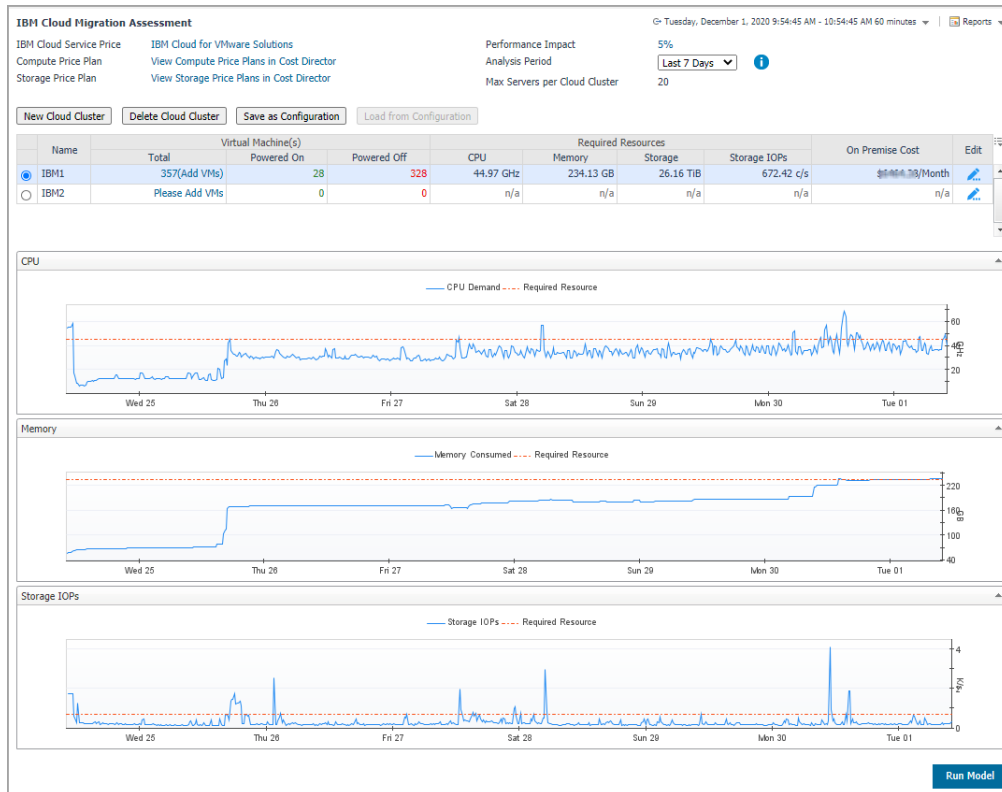 IBM Cloud Migration Assessment
Tuesday, December 1, 2020 9:54:45 AM - 10:54:45 AM 60 minutes
Reports
IBM Cloud Service Price IBM Cloud for VMware Solutions Performance Impact 5%
Compute Price Plan View Compute Price Plans in Cost Director Analysis Period Last 7 Days
Storage Price Plan View Storage Price Plans in Cost Director Max Servers per Cloud Cluster 20
New Cloud Cluster Delete Cloud Cluster Save as Configuration Load from Configuration
Name Virtual Machine(s) Required Resources On Premise Cost Edit
Total Powered On Powered Off CPU Memory Storage Storage IOPs
IBM1 357(Add VMs) 28 328 44.97 GHz 234.13 GB 26.16 TiB 672.42 c/s /Month
IBM2 Please Add VMs 0 0 n/a n/a n/a n/a n/a
CPU
CPU Demand Required Resource
60
40
20
GHz
Wed 25 Thu 26 Fri 27 Sat 28 Sun 29 Mon 30 Tue 01
Memory
Memory Consumed Required Resource
220
160
100
40
GB
Wed 25 Thu 26 Fri 27 Sat 28 Sun 29 Mon 30 Tue 01
Storage IOPs
Storage IOPs Required Resource
4
0
Wed 25 Thu 26 Fri 27 Sat 28 Sun 29 Mon 30 Tue 01
Run Model